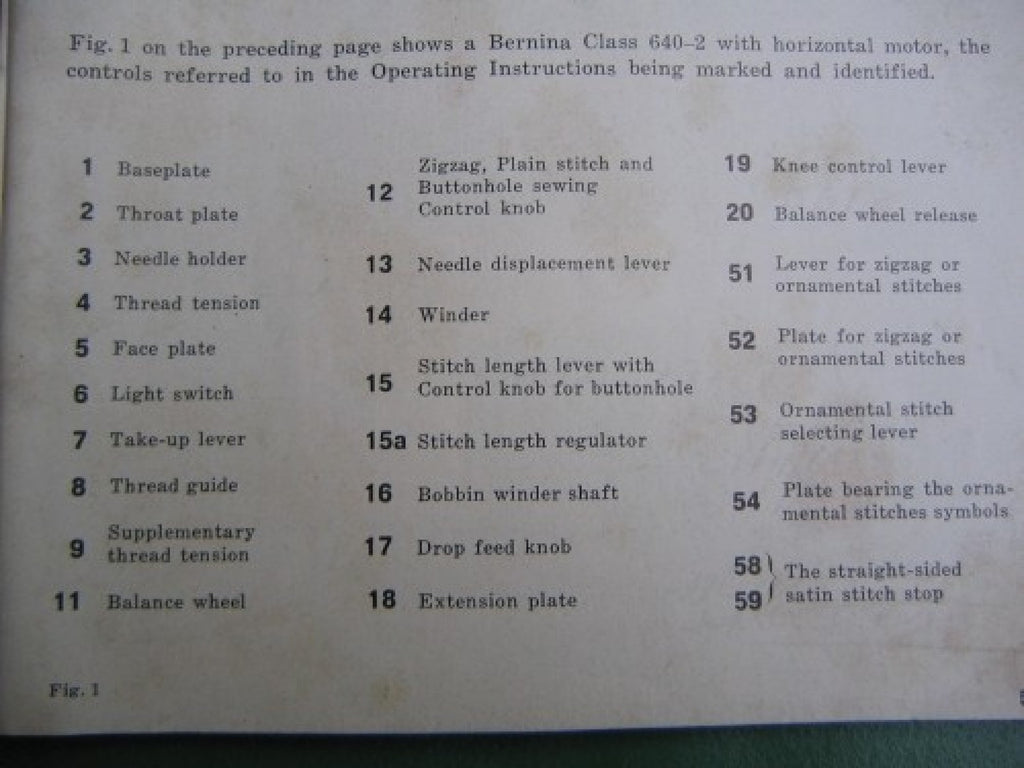 Fig. 1 on the preceding page shows a Bernina Class 640-2 with horizontal motor, the
controls referred to in the Operating Instructions being marked and identified.
1 Baseplate
2 Throat plate
3 Needle holder
4 Thread tension
5 Face plate
6 Light switch
7 Take-up lever
8 Thread guide
9 Supplementary
thread tension
11 Balance wheel
12 Zigzag, Plain stitch and
Buttonhole sewing
Control knob
13 Needle displacement lever
14 Winder
15 Stitch length lever with
Control knob for buttonhole
15a Stitch length regulator
16 Bobbin winder shaft
17 Drop feed knob
18 Extension plate
19 Knee control lever
20 Balance wheel release
51 Lever for zigzag or
ornamental stitches
52 Plate for zigzag or
ornamental stitches
53 Ornamental stitch
selecting lever
54 Plate bearing the orna-
mental stitches symbols
58 } The straight-sided
59 } satin stitch stop
Fig. 1